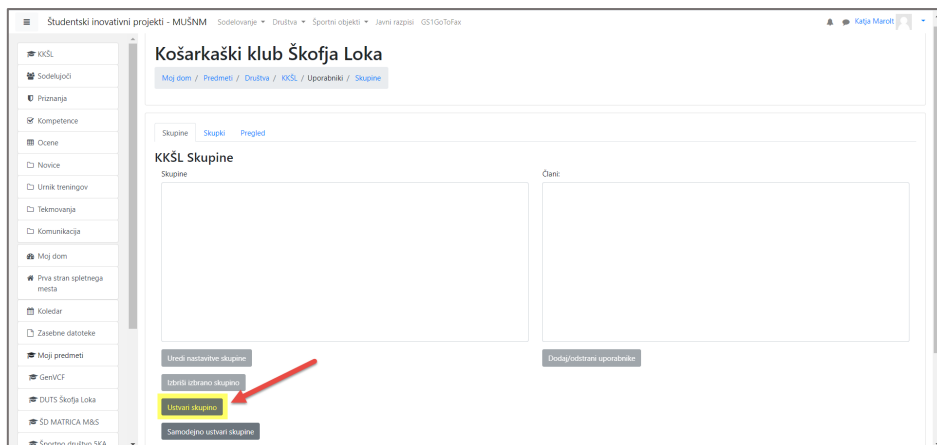 Študentski inovativni projekti - MUŠNM Sodelovanje Društva Športni objekti Javni razpisi GS1GoToFax Katja Marolt
KKŠL
Sodelujoči
Priznanja
Kompetence
Ocene
Novice
Urnik treningov
Tekmovanja
Komunikacija
Moj dom
Prva stran spletnega
mesta
Koledar
Zasebne datoteke
Moji predmeti
GenVCF
DUTS Škofja Loka
ŠD MATRICA M&S
Športno društvo 5KA
Košarkaški klub Škofja Loka
Moj dom / Predmeti / Društva / KKŠL / Uporabniki / Skupine
Skupine Skupki Pregled
KKŠL Skupine
Skupine
Člani:
Uredi nastavitve skupine
Dodaj/odstrani uporabnike
Izbriši izbrano skupino
Ustvari skupino
Samodejno ustvari skupine